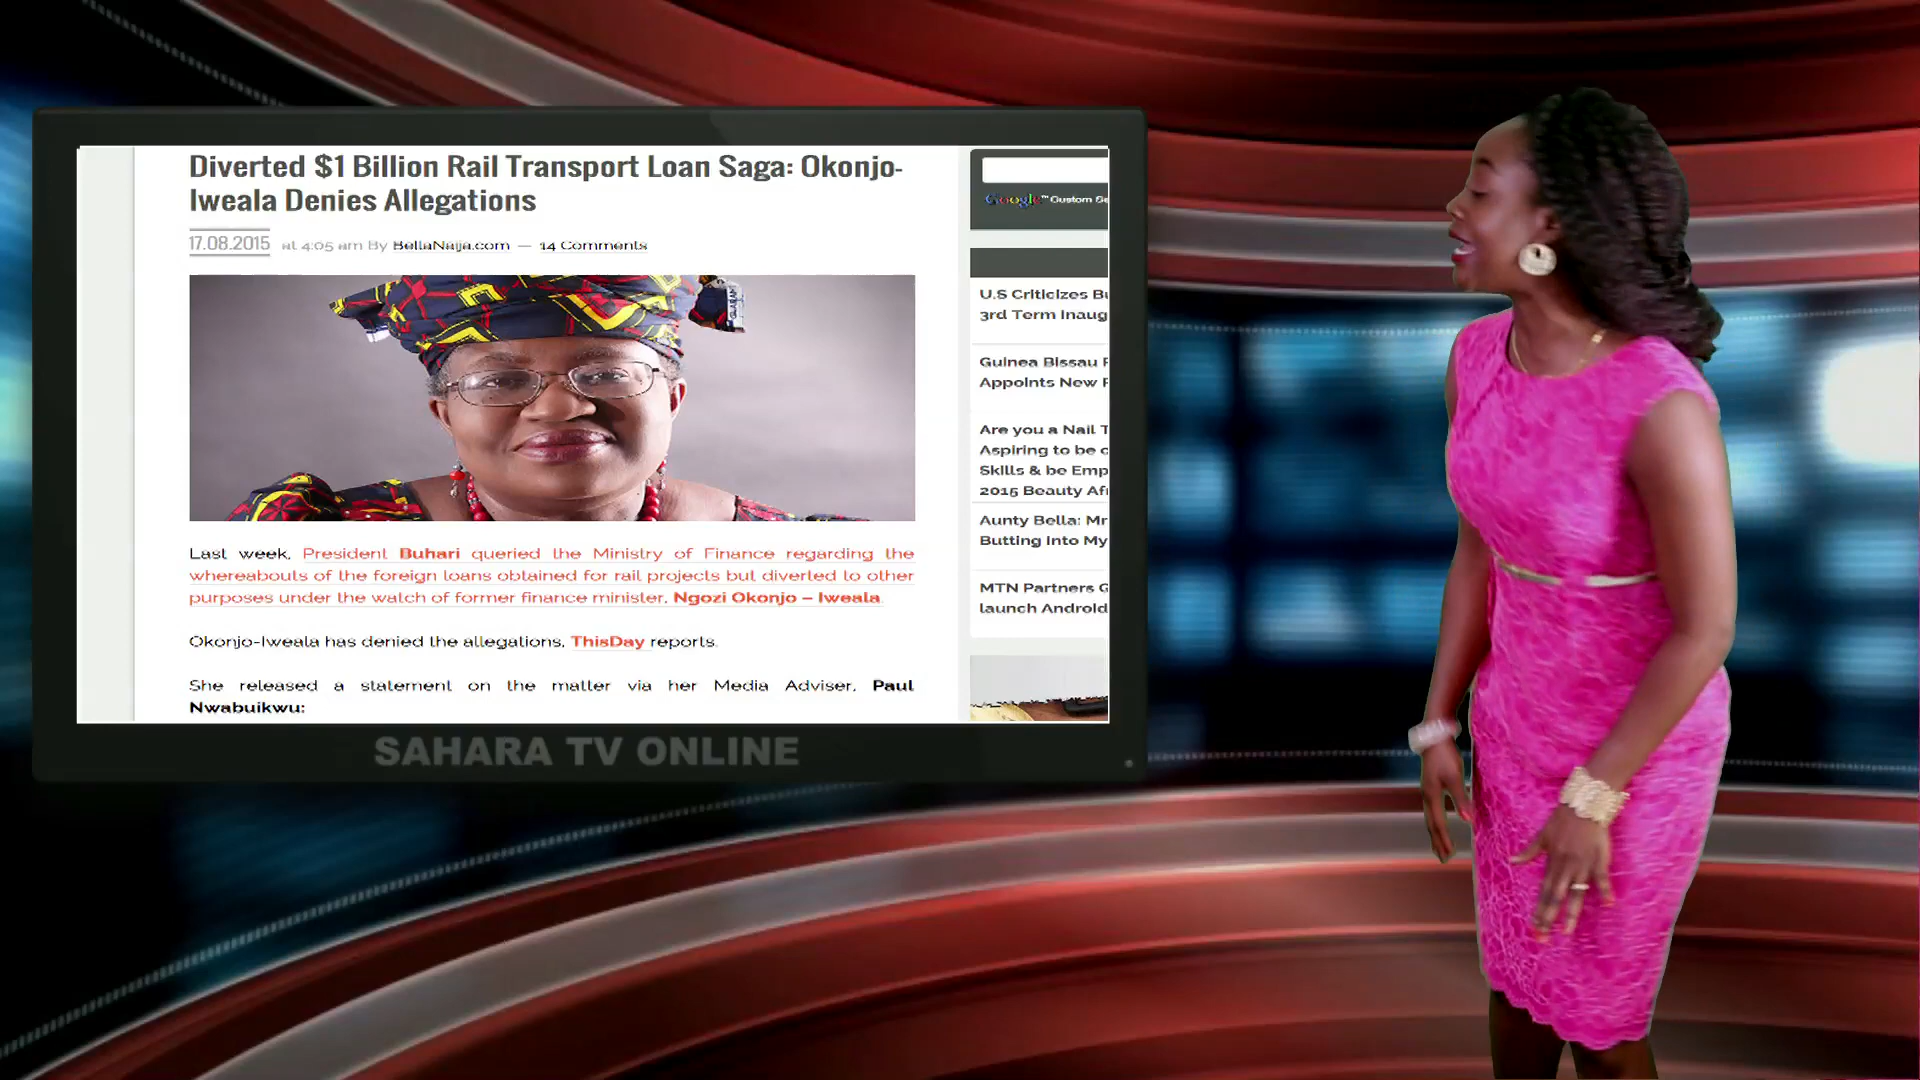 Diverted $1 Billion Rail Transport Loan Saga: Okonjo-
Iweala Denies Allegations
17.08.2015 at 4:05 am By BellaNaija.com — 14 Comments
Last week, President Buhari queried the Ministry of Finance regarding the
whereabouts of the foreign loans obtained for rail projects but diverted to other
purposes under the watch of former finance minister, Ngozi Okonjo – Iweala.
Okonjo-Iweala has denied the allegations, ThisDay reports.
She released a statement on the matter via her Media Adviser, Paul
Nwabuikwu:
Google™ Custom Se
U.S Criticizes Bu
3rd Term Inaug
Guinea Bissau P
Appoints New P
Are you a Nail T
Aspiring to be
Skills & be Emp
2015 Beauty Afr
Aunty Bella: Mr
Butting Into My
MTN Partners G
launch Android
SAHARA TV ONLINE